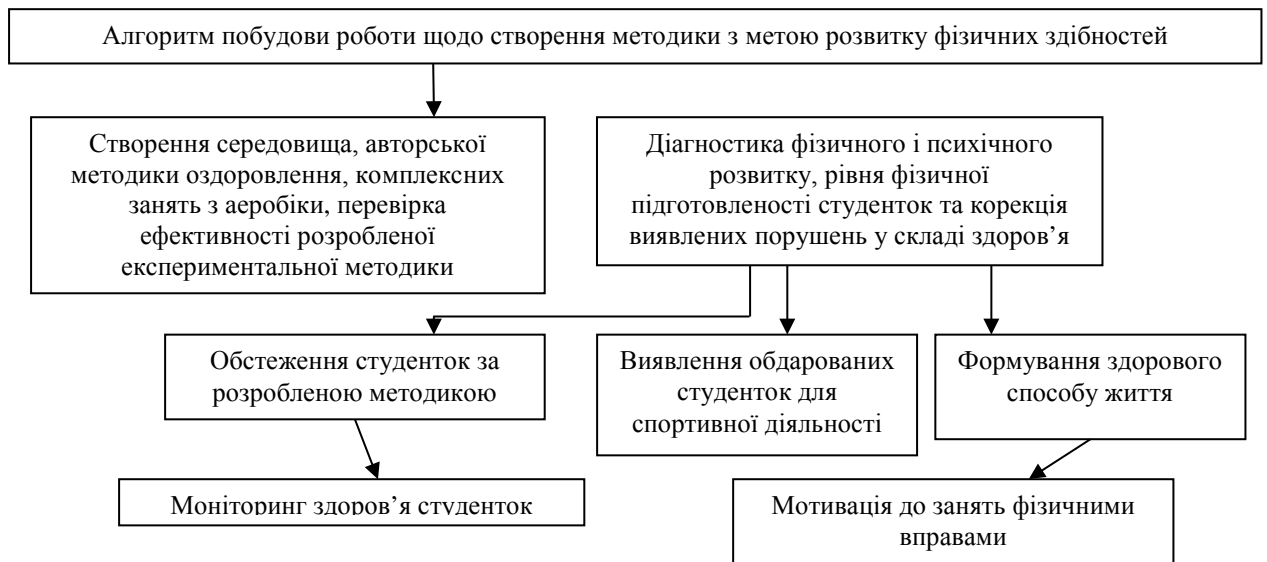 Алгоритм побудови роботи щодо створення методики з метою розвитку фізичних здібностей
Створення середовища, авторської
методики оздоровлення, комплексних
занять з аеробіки, перевірка
ефективності розробленої
експериментальної методики
Діагностика фізичного і психічного
розвитку, рівня фізичної
підготовленості студенток та корекція
виявлених порушень у складі здоров’я
Обстеження студенток за
розробленою методикою
Виявлення обдарованих
студенток для
спортивної діяльності
Формування здорового
способу життя
Моніторинг здоров’я студенток
Мотивація до занять фізичними
вправами